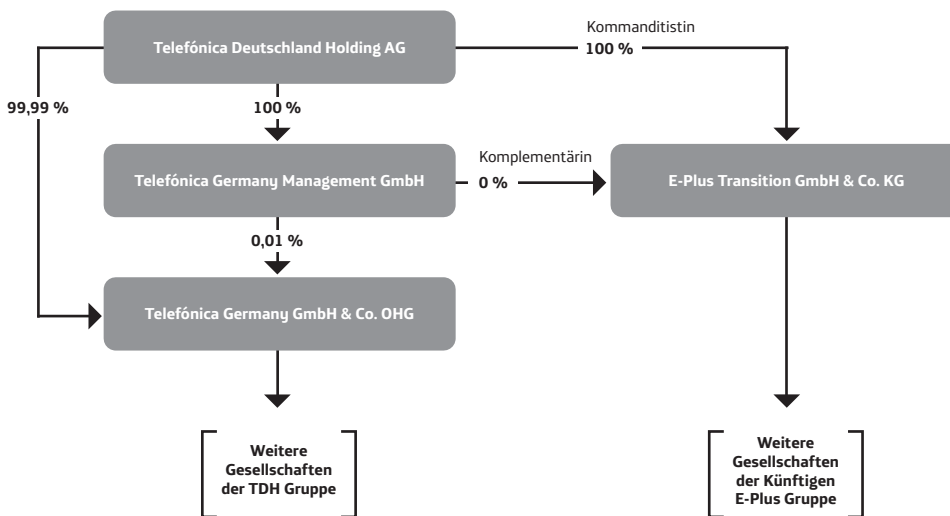 Kommanditistin
Telefónica Deutschland Holding AG
100 %
99,99 %
100 %
Komplementärin
Telefónica Germany Management GmbH
0 %
E-Plus Transition GmbH & Co. KG
0,01 %
Telefónica Germany GmbH & Co. OHG
Weitere
Gesellschaften
der TDH Gruppe
Weitere
Gesellschaften
der Künftigen
E-Plus Gruppe